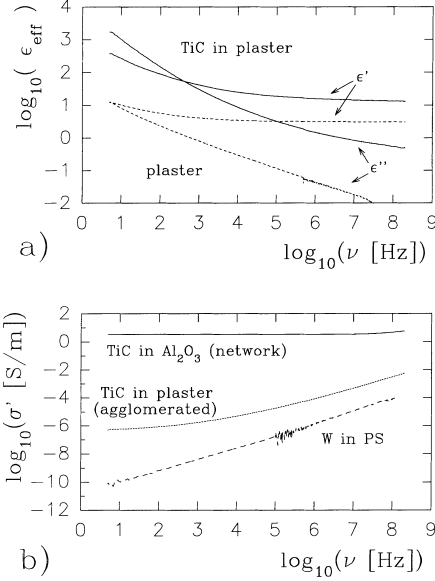 4
3
2
1
0
−1
−2
log₁₀( ϵ_eff )
TiC in plaster
ϵ'
plaster
ϵ''
0 1 2 3 4 5 6 7 8 9
a)
log₁₀(ν [Hz])
2
0
−2
−4
−6
−8
−10
−12
log₁₀(σ' [S/m])
TiC in Al₂O₃ (network)
TiC in plaster
(agglomerated)
W in PS
0 1 2 3 4 5 6 7 8 9
b)
log₁₀(ν [Hz])